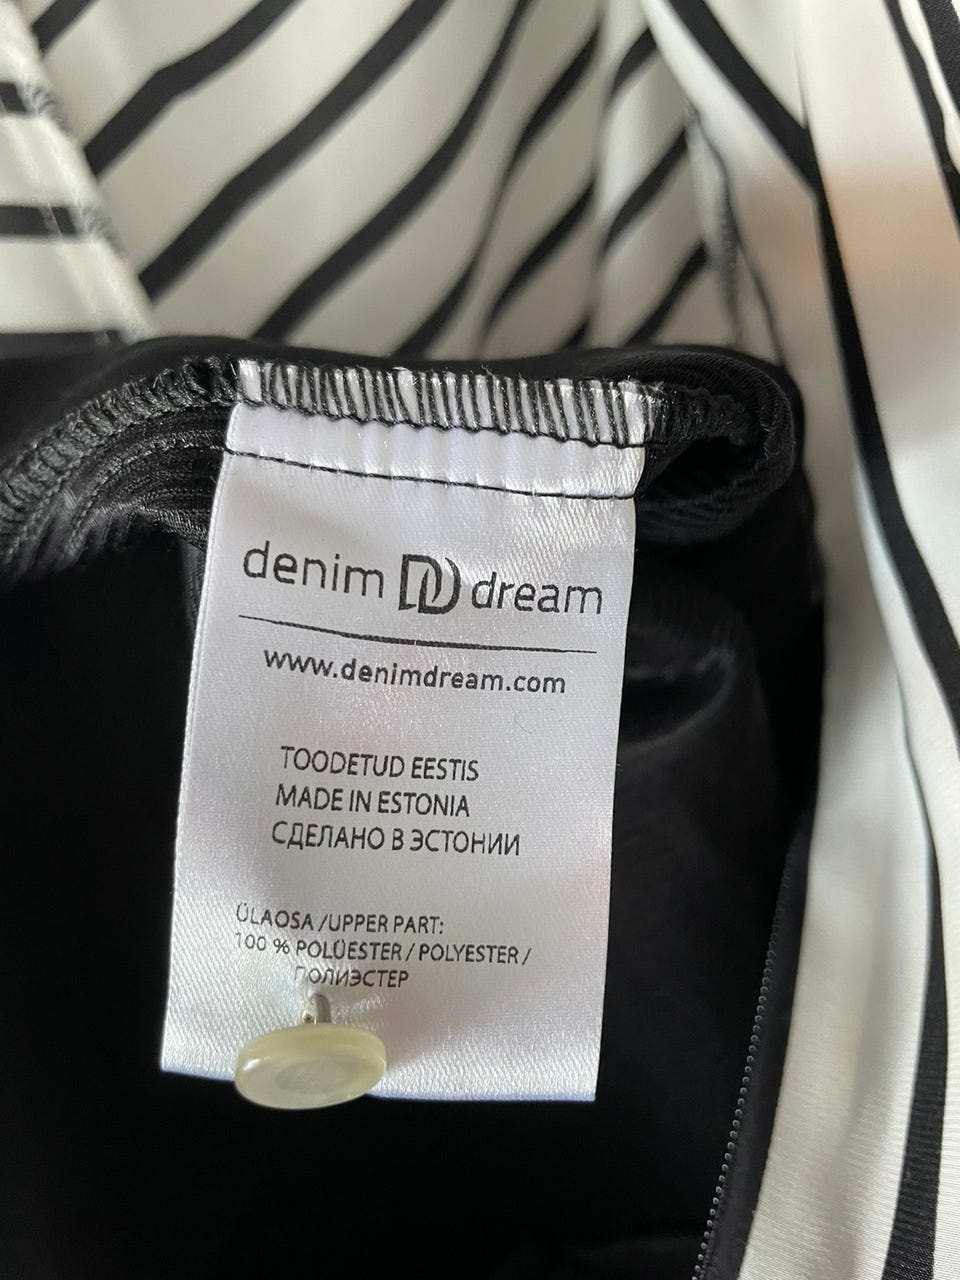 denim DD dream
www.denimdream.com
TOODETUD EESTIS
MADE IN ESTONIA
СДЕЛАНО В ЭСТОНИИ
ÜLAOSA /UPPER PART:
100 % POLÜESTER / POLYESTER /
ПОЛИЭСТЕР